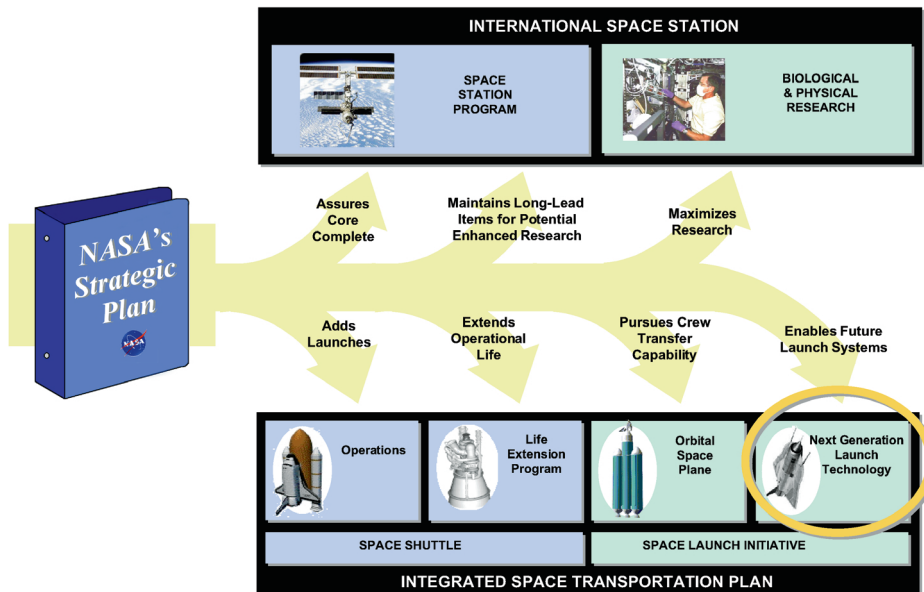 INTERNATIONAL SPACE STATION
SPACE
STATION
PROGRAM
BIOLOGICAL
& PHYSICAL
RESEARCH
NASA's
Strategic
Plan
NASA
Assures
Core
Complete
Maintains Long-Lead
Items for Potential
Enhanced Research
Maximizes
Research
Adds
Launches
Extends
Operational
Life
Pursues Crew
Transfer
Capability
Enables Future
Launch Systems
Operations
Life
Extension
Program
Orbital
Space
Plane
Next Generation
Launch
Technology
SPACE SHUTTLE
SPACE LAUNCH INITIATIVE
INTEGRATED SPACE TRANSPORTATION PLAN